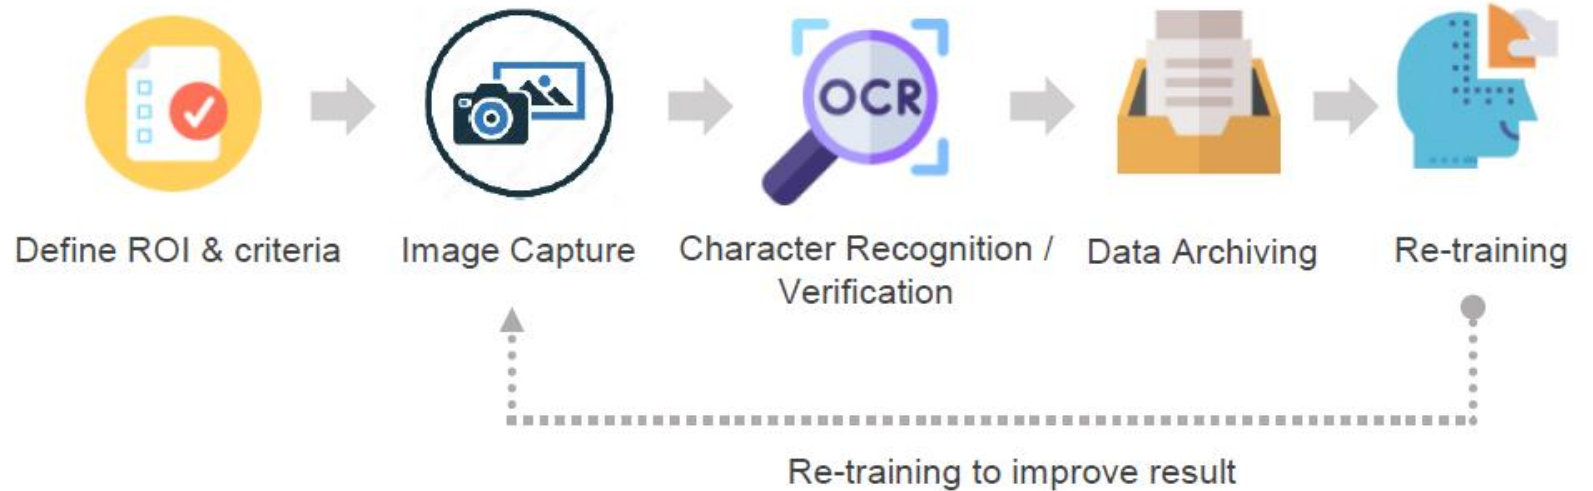 OCR
Define ROI & criteria
Image Capture
Character Recognition /
Verification
Data Archiving
Re-training
Re-training to improve result